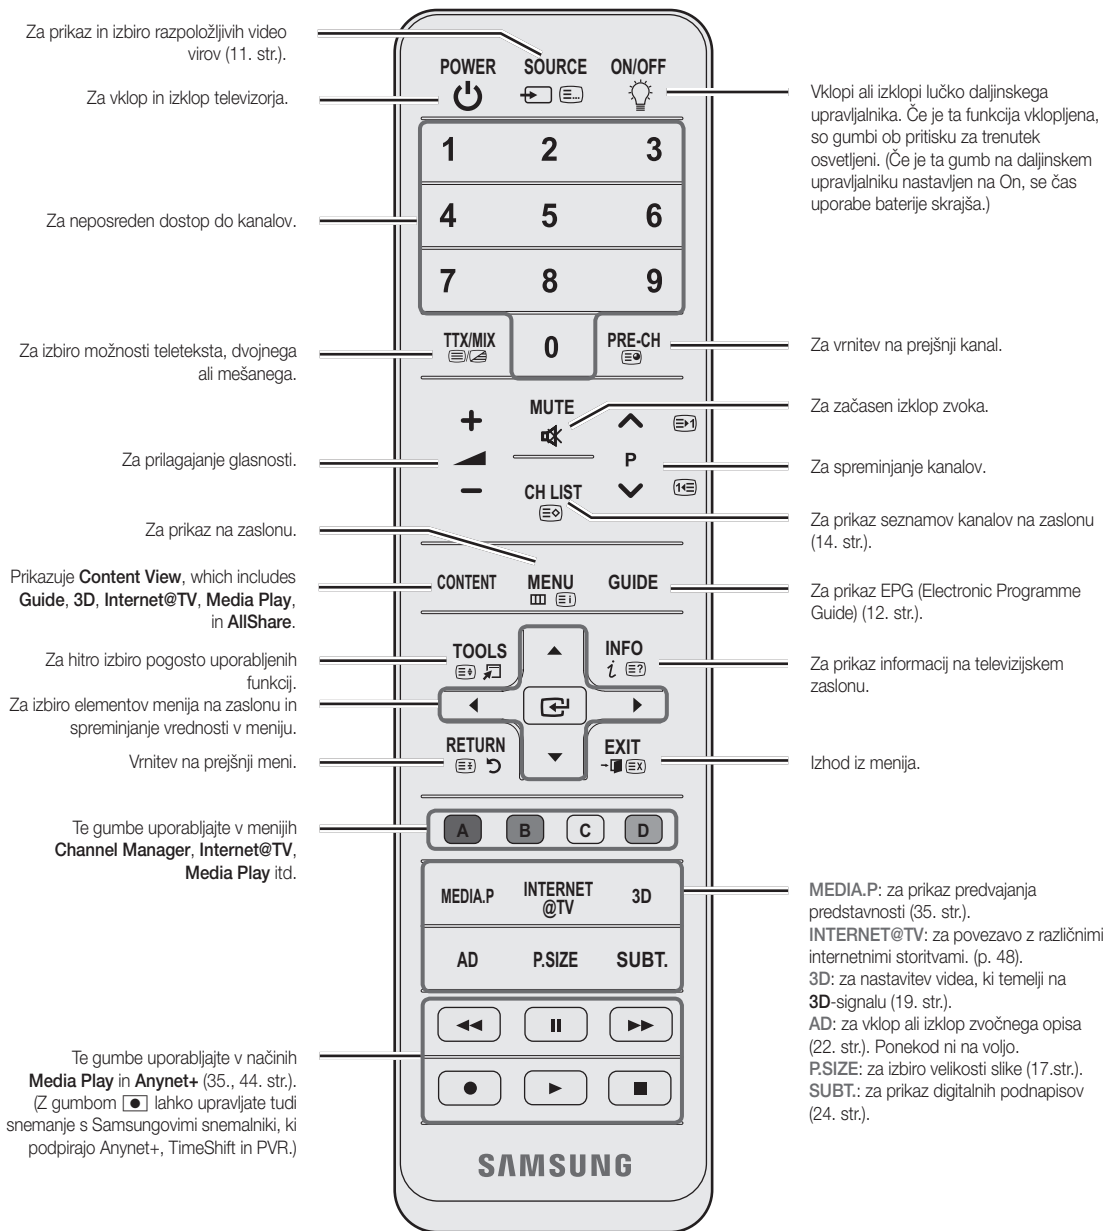 Za prikaz in izbiro razpoložljivih video
virov (11. str.).
Za vklop in izklop televizorja.
Za neposreden dostop do kanalov.
Za izbiro možnosti teleteksta, dvojnega
ali mešanega.
Za prilagajanje glasnosti.
Za prikaz na zaslonu.
Prikazuje Content View, which includes
Guide, 3D, Internet@TV, Media Play,
in AllShare.
Za hitro izbiro pogosto uporabljenih
funkcij.
Za izbiro elementov menija na zaslonu in
spreminjanje vrednosti v meniju.
Vrnitev na prejšnji meni.
Te gumbe uporabljajte v menijih
Channel Manager, Internet@TV,
Media Play itd.
Te gumbe uporabljajte v načinih
Media Play in Anynet+ (35., 44. str.).
(Z gumbom lahko upravljate tudi
snemanje s Samsungovimi snemalniki, ki
podpirajo Anynet+, TimeShift in PVR.)
POWER SOURCE ON/OFF
1 2 3
4 5 6
7 8 9
TTX/MIX 0 PRE-CH
MUTE
P
CH LIST
CONTENT MENU GUIDE
TOOLS INFO
RETURN EXIT
A B C D
MEDIA.P INTERNET @TV 3D
AD P.SIZE SUBT.
SAMSUNG
Vklopi ali izklopi lučko daljinskega
upravljalnika. Če je ta funkcija vklopljena,
so gumbi ob pritisku za trenutek
osvetljeni. (Če je ta gumb na daljinskem
upravljalniku nastavljen na On, se čas
uporabe baterije skrajša.)
Za vrnitev na prejšnji kanal.
Za začasen izklop zvoka.
Za spreminjanje kanalov.
Za prikaz seznamov kanalov na zaslonu
(14. str.).
Za prikaz EPG (Electronic Programme
Guide) (12. str.).
Za prikaz informacij na televizijskem
zaslonu.
Izhod iz menija.
MEDIA.P: za prikaz predvajanja
predstavnosti (35. str.).
INTERNET@TV: za povezavo z različnimi
internetnimi storitvami. (p. 48).
3D: za nastavitev videa, ki temelji na
3D-signalu (19. str.).
AD: za vklop ali izklop zvočnega opisa
(22. str.). Ponekod ni na voljo.
P.SIZE: za izbiro velikosti slike (17.str.).
SUBT.: za prikaz digitalnih podnapisov
(24. str.).